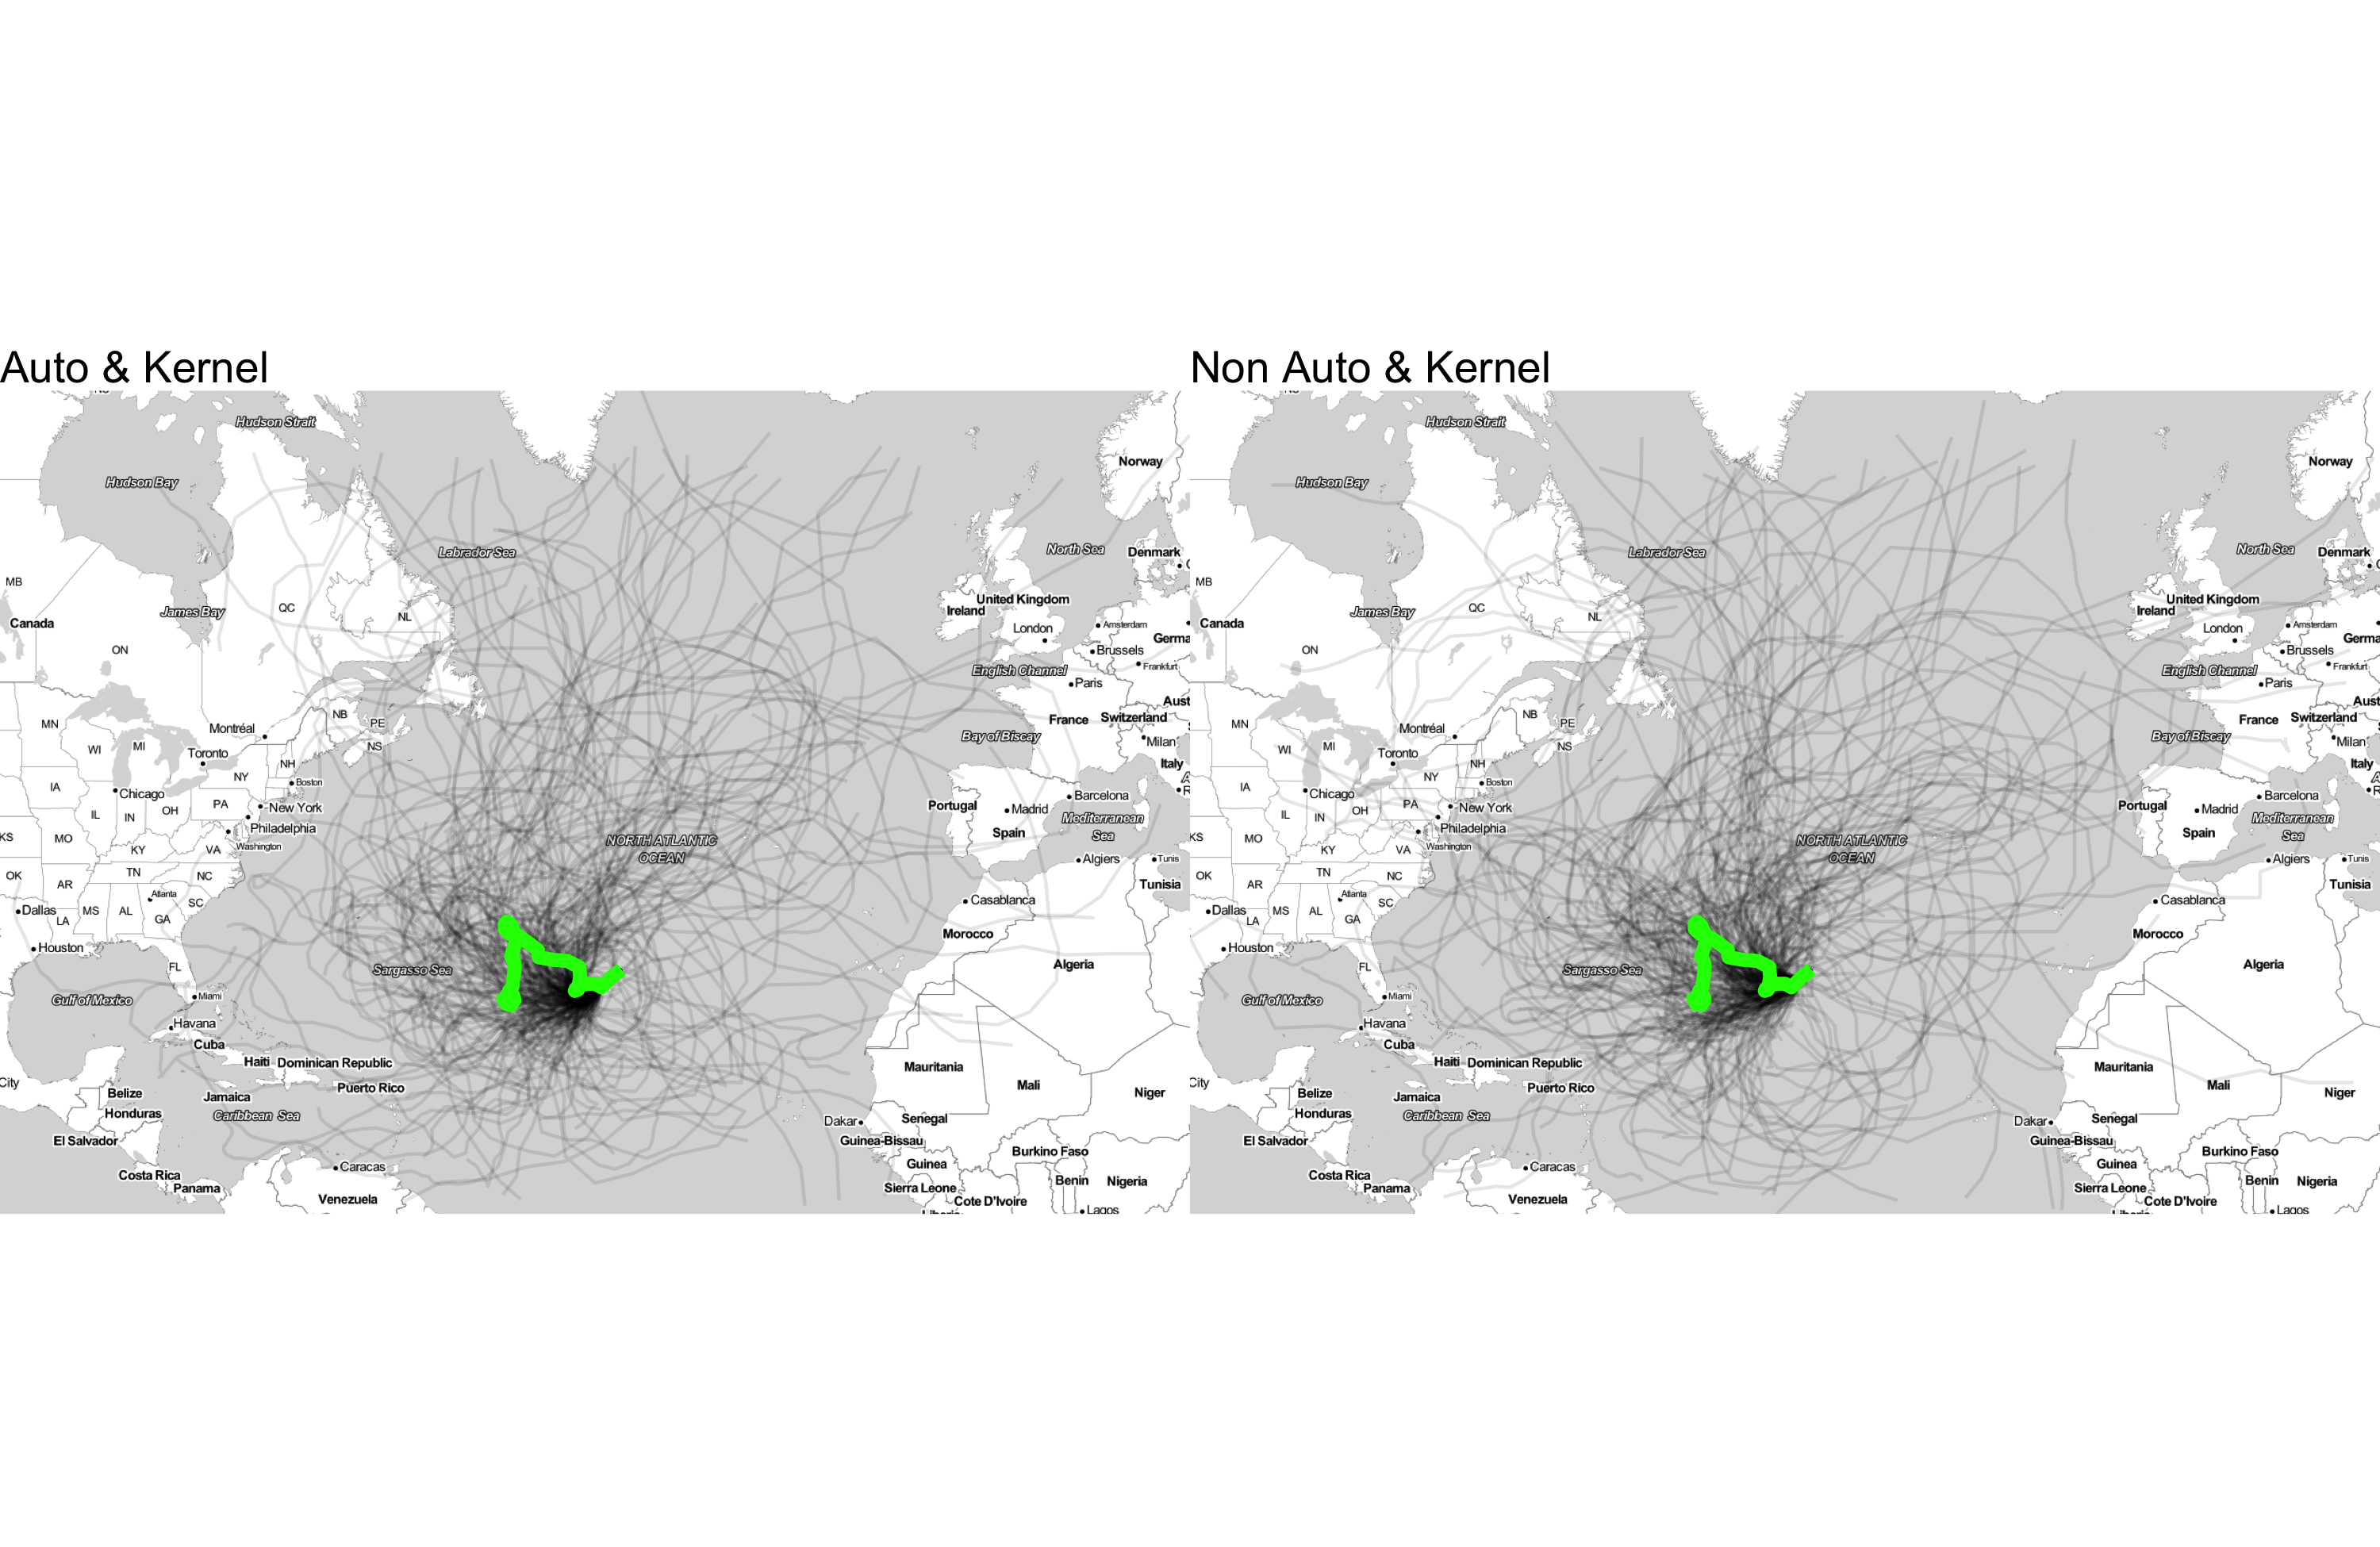 Auto & Kernel
Hudson Strait
Hudson Bay
Norway
Labrador Sea
North Sea
Denmark
MB
James Bay
QC
NL
United Kingdom
Ireland
London
Amsterdam
Canada
Germa
ON
Brussels
Frankfurt
English Channel
Paris
Aust
NB
PE
MN
Montréal
France
Switzerland
WI
MI
NS
Bay of Biscay
Milan
Toronto
NH
Italy
NY
Boston
IA
Chicago
PA
New York
Barcelona
Portugal
Madrid
OH
IL
IN
Mediterranean
Sea
Philadelphia
Spain
KS
MO
NORTH ATLANTIC
OCEAN
Washington
KY
VA
Algiers
Tunis
OK
TN
NC
AR
Tunisia
Atlanta
SC
Casablanca
Dallas
MS
AL
GA
LA
Morocco
Houston
Algeria
FL
Sargasso Sea
Gulf of Mexico
Miami
Havana
Cuba
Haiti
Dominican Republic
Mauritania
City
Puerto Rico
Mali
Niger
Belize
Jamaica
Honduras
Caribbean Sea
Dakar
Senegal
El Salvador
Guinea-Bissau
Burkino Faso
Caracas
Guinea
Costa Rica
Panama
Benin
Nigeria
Sierra Leone
Venezuela
Cote D'Ivoire
Lagos
Non Auto & Kernel
Hudson Strait
Hudson Bay
Norway
Labrador Sea
North Sea
Denmark
MB
James Bay
QC
NL
United Kingdom
Ireland
London
Amsterdam
Canada
Germa
ON
Brussels
Frankfurt
English Channel
Paris
Aust
NB
PE
MN
Montréal
France
Switzerland
WI
MI
NS
Bay of Biscay
Milan
Toronto
NH
Italy
NY
Boston
IA
Chicago
PA
New York
Barcelona
Portugal
Madrid
OH
IL
IN
Mediterranean
Sea
Philadelphia
Spain
KS
MO
NORTH ATLANTIC
OCEAN
Washington
KY
VA
Algiers
Tunis
OK
TN
NC
AR
Tunisia
Atlanta
SC
Casablanca
Dallas
MS
AL
GA
LA
Morocco
Houston
Algeria
FL
Sargasso Sea
Gulf of Mexico
Miami
Havana
Cuba
Haiti
Dominican Republic
Mauritania
City
Puerto Rico
Mali
Niger
Belize
Jamaica
Honduras
Caribbean Sea
Dakar
Senegal
El Salvador
Guinea-Bissau
Burkino Faso
Caracas
Guinea
Costa Rica
Panama
Benin
Nigeria
Sierra Leone
Venezuela
Cote D'Ivoire
Lagos